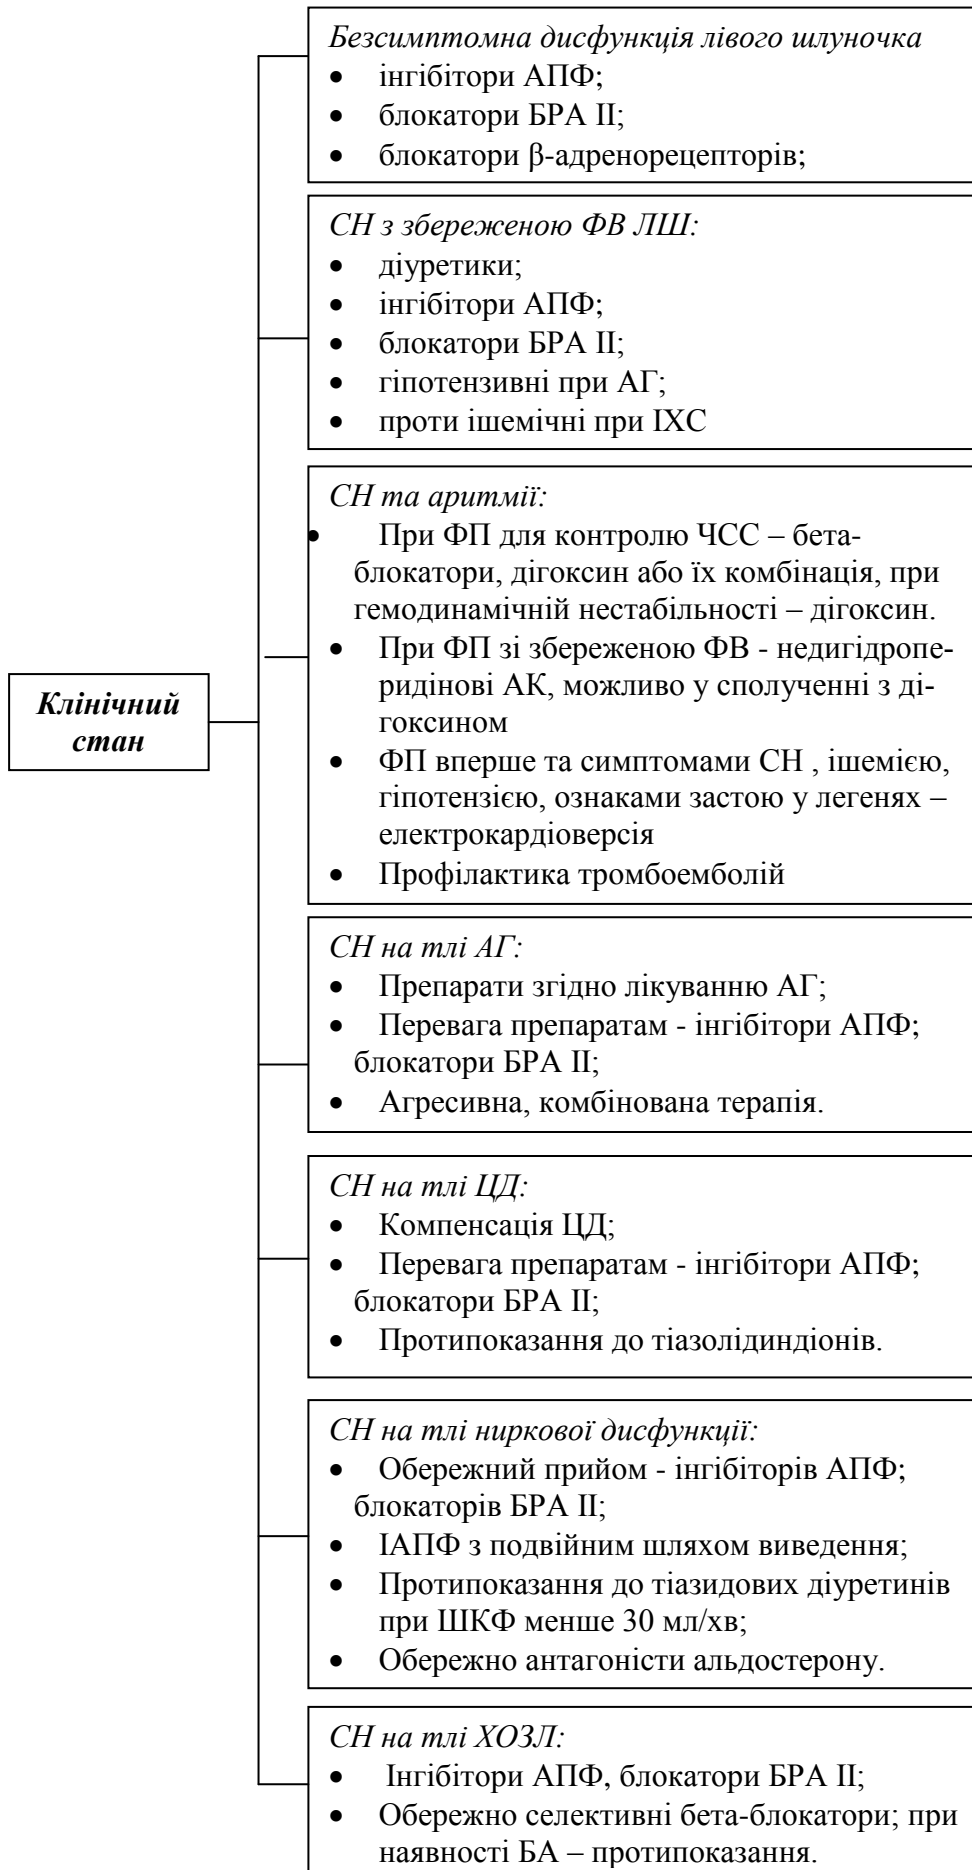 Безсимптомна дисфункція лівого шлуночка
• інгібітори АПФ;
• блокатори БРА II;
• блокатори β-адренорецепторів;
СН з збереженою ФВ ЛШ:
• діуретики;
• інгібітори АПФ;
• блокатори БРА II;
• гіпотензивні при АГ;
• проти ішемічні при ІХС
СН та аритмії:
• При ФП для контролю ЧСС – бета-
блокатори, дігоксин або їх комбінація, при
гемодинамічній нестабільності – дігоксин.
• При ФП зі збереженою ФВ - недигідропе-
ридінові АК, можливо у сполученні з ді-
гоксином
• ФП вперше та симптомами СН , ішемією,
гіпотензією, ознаками застою у легенях –
електрокардіоверсія
• Профілактика тромбоемболій
Клінічний
стан
СН на тлі АГ:
• Препарати згідно лікуванню АГ;
• Перевага препаратам - інгібітори АПФ;
блокатори БРА II;
• Агресивна, комбінована терапія.
СН на тлі ЦД:
• Компенсація ЦД;
• Перевага препаратам - інгібітори АПФ;
блокатори БРА II;
• Протипоказання до тіазолідиндіонів.
СН на тлі ниркової дисфункції:
• Обережний прийом - інгібіторів АПФ;
блокаторів БРА II;
• ІАПФ з подвійним шляхом виведення;
• Протипоказання до тіазидових діуретинів
при ШКФ менше 30 мл/хв;
• Обережно антагоністи альдостерону.
СН на тлі ХОЗЛ:
• Інгібітори АПФ, блокатори БРА II;
• Обережно селективні бета-блокатори; при
наявності БА – протипоказання.